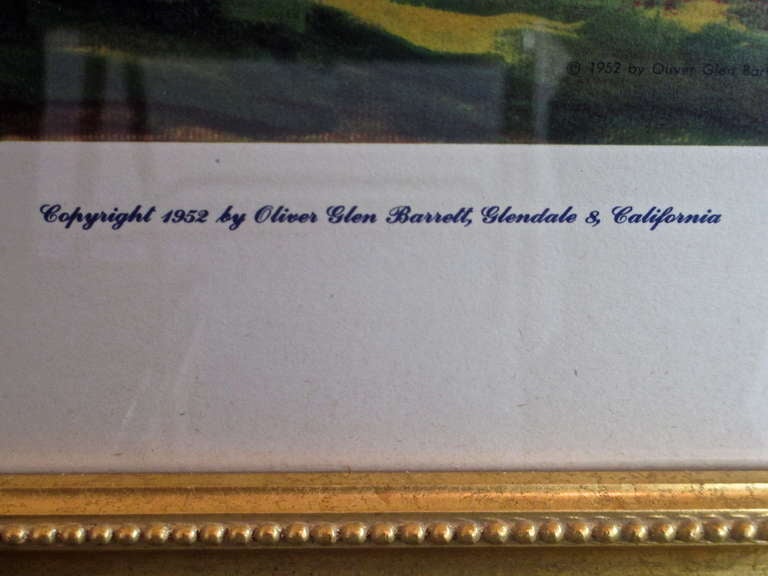 © 1952 by Oliver Glen
Copyright 1952 by Oliver Glen Barrett, Glendale 8, California